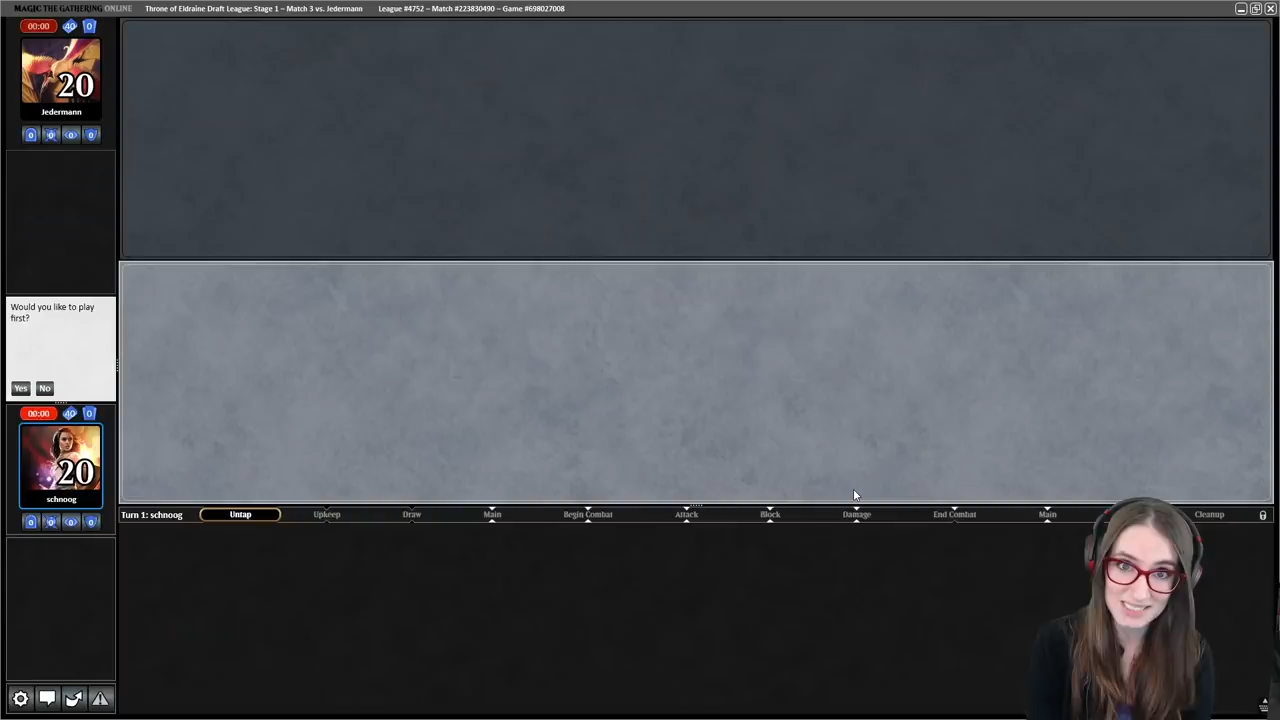 MAGIC THE GATHERING ONLINE Throne of Eldraine Draft League: Stage 1 – Match 3 vs. Jedermann League #4752 – Match #223830490 – Game #698027008
00:00 40 0
20
Jedermann
0 0 0 0
Would you like to play
first?
Yes No
00:00 40 0
20
schnoog
0 0 0 0
Turn 1: schnoog Untap Upkeep Draw Main Begin Combat Attack Block Damage End Combat Main Cleanup